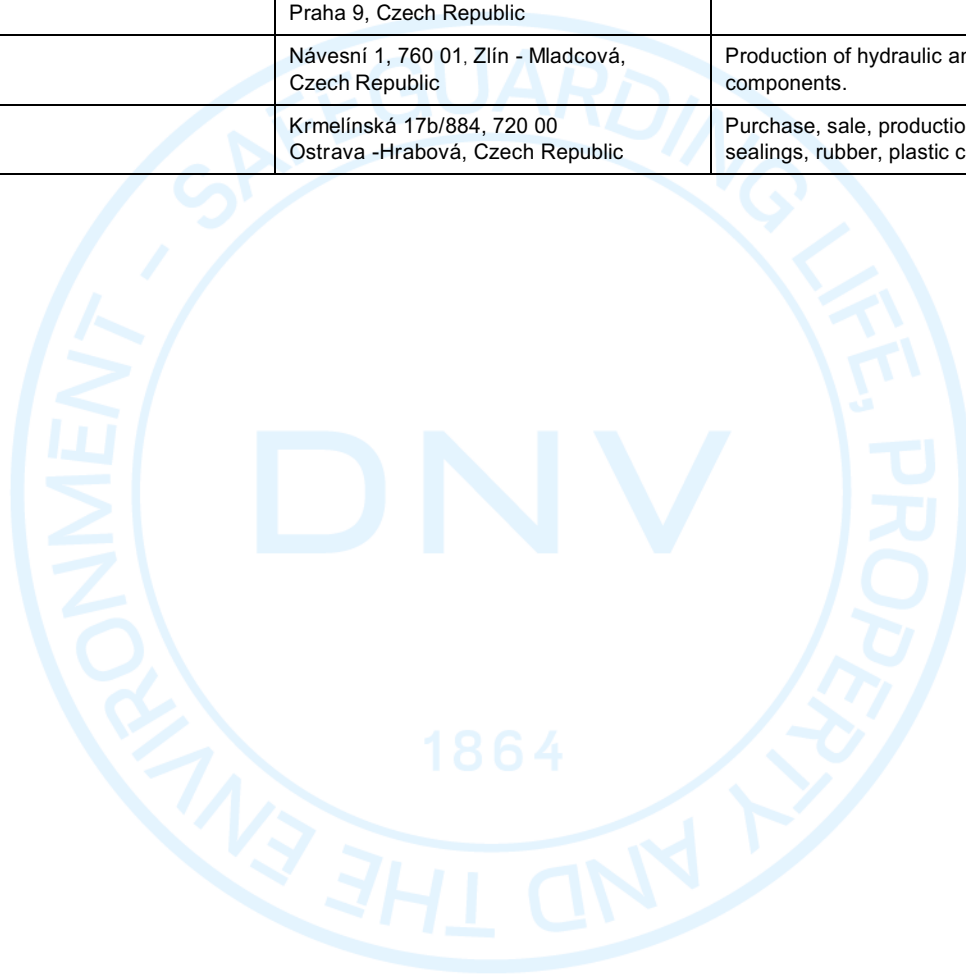 Praha 9, Czech Republic
Návesní 1, 760 01, Zlín - Mladcová,
Czech Republic
Production of hydraulic
components.
Krmelínská 17b/884, 720 00
Ostrava -Hrabová, Czech Republic
Purchase, sale,
sealings, rubber, plastic
SAFEGUARDING LIFE, PROPERTY AND THE ENVIRONMENT -
DNV
1864